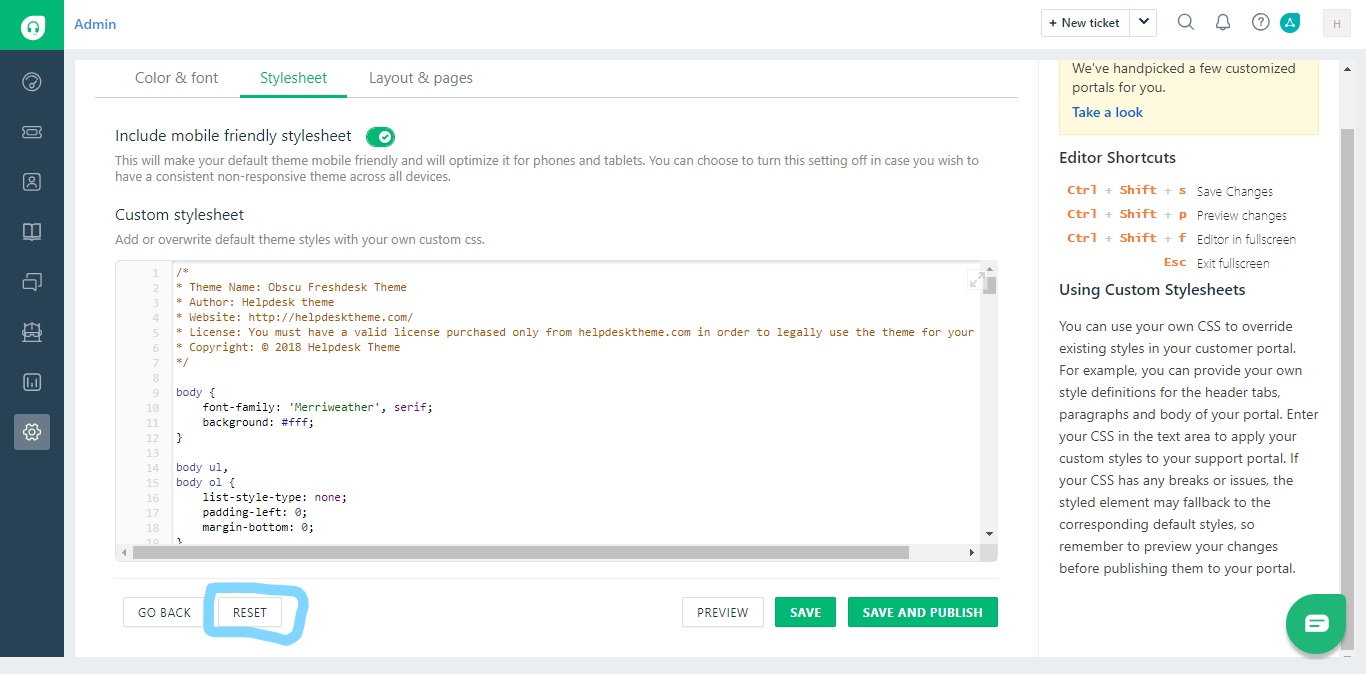 Admin
+ New ticket
H
Color & font
Stylesheet
Layout & pages
Include mobile friendly stylesheet
This will make your default theme mobile friendly and will optimize it for phones and tablets. You can choose to turn this setting off in case you wish to
have a consistent non-responsive theme across all devices.
Custom stylesheet
Add or overwrite default theme styles with your own custom css.
1 /*
2 * Theme Name: Obscu Freshdesk Theme
3 * Author: Helpdesk theme
4 * Website: http://helpdesktheme.com/
5 * License: You must have a valid license purchased only from helpdesktheme.com in order to legally use the theme for your
6 * Copyright: © 2018 Helpdesk Theme
7 */
8
9 body {
10 font-family: 'Merriweather', serif;
11 background: #fff;
12 }
13
14 body ul,
15 body ol {
16 list-style-type: none;
17 padding-left: 0;
18 margin-bottom: 0;
19 }
GO BACK
RESET
PREVIEW
SAVE
SAVE AND PUBLISH
We've handpicked a few customized
portals for you.
Take a look
Editor Shortcuts
Ctrl + Shift + s Save Changes
Ctrl + Shift + p Preview changes
Ctrl + Shift + f Editor in fullscreen
Esc Exit fullscreen
Using Custom Stylesheets
You can use your own CSS to override
existing styles in your customer portal.
For example, you can provide your own
style definitions for the header tabs,
paragraphs and body of your portal. Enter
your CSS in the text area to apply your
custom styles to your support portal. If
your CSS has any breaks or issues, the
styled element may fallback to the
corresponding default styles, so
remember to preview your changes
before publishing them to your portal.